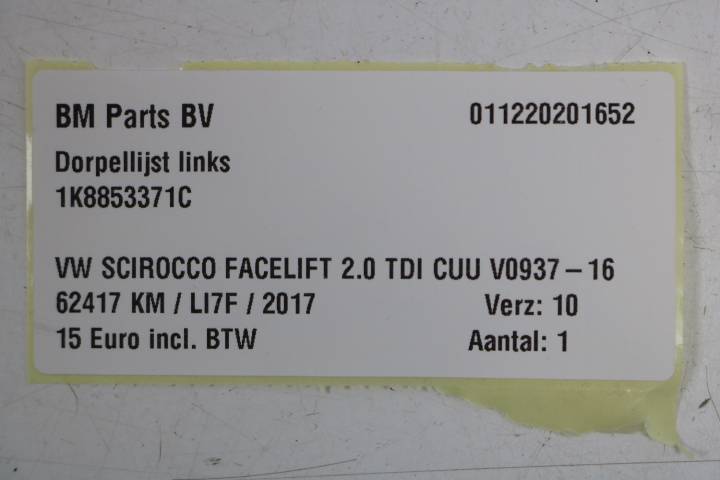 BM Parts BV 011220201652
Dorpellijst links
1K8853371C
VW SCIROCCO FACELIFT 2.0 TDI CUU V0937 – 16
62417 KM / LI7F / 2017 Verz: 10
15 Euro incl. BTW Aantal: 1